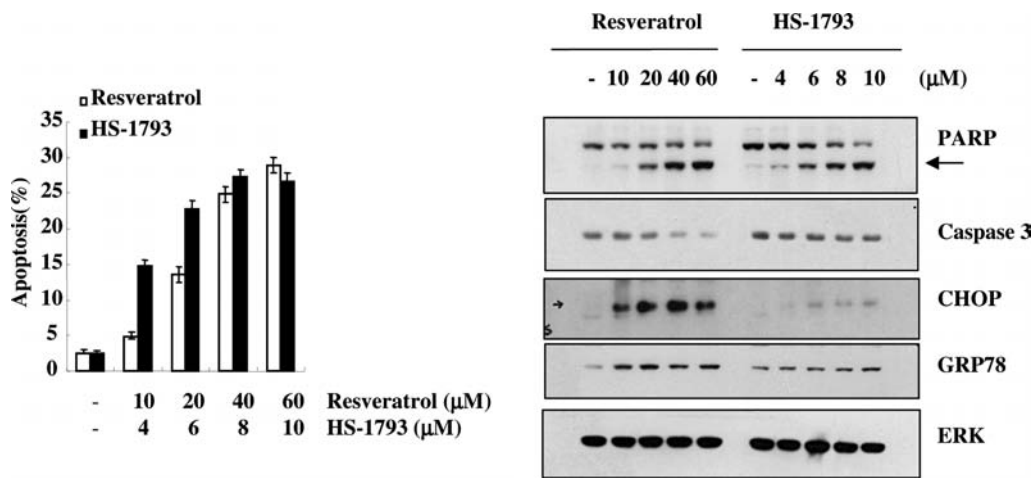 Resveratrol
HS-1793
35
30
25
20
15
10
5
0
Apoptosis(%)
- 10 20 40 60 Resveratrol (μM)
- 4 6 8 10 HS-1793 (μM)
Resveratrol HS-1793
- 10 20 40 60 - 4 6 8 10 (μM)
PARP
Caspase 3
CHOP
GRP78
ERK